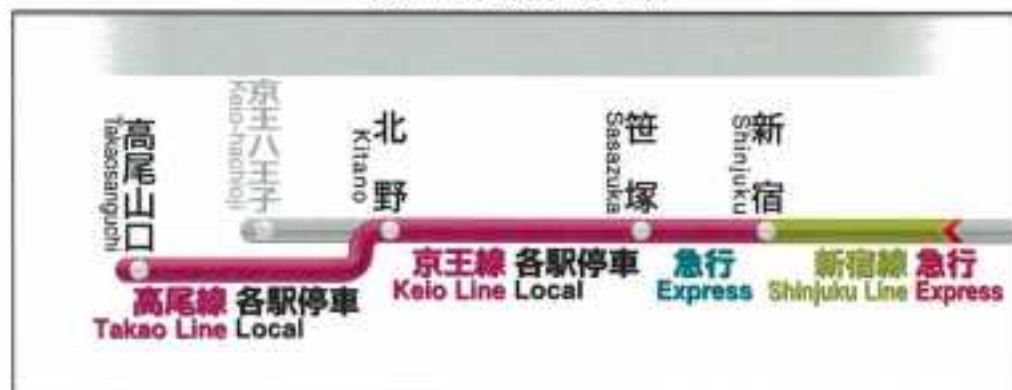 高尾山口
Takaosanguchi
京王八王子
Keio-hachioji
北野
Kitano
笹塚
Sasazuka
新宿
Shinjuku
京王線 各駅停車
Keio Line Local
急行
Express
新宿線 急行
Shinjuku Line Express
高尾線 各駅停車
Takao Line Local